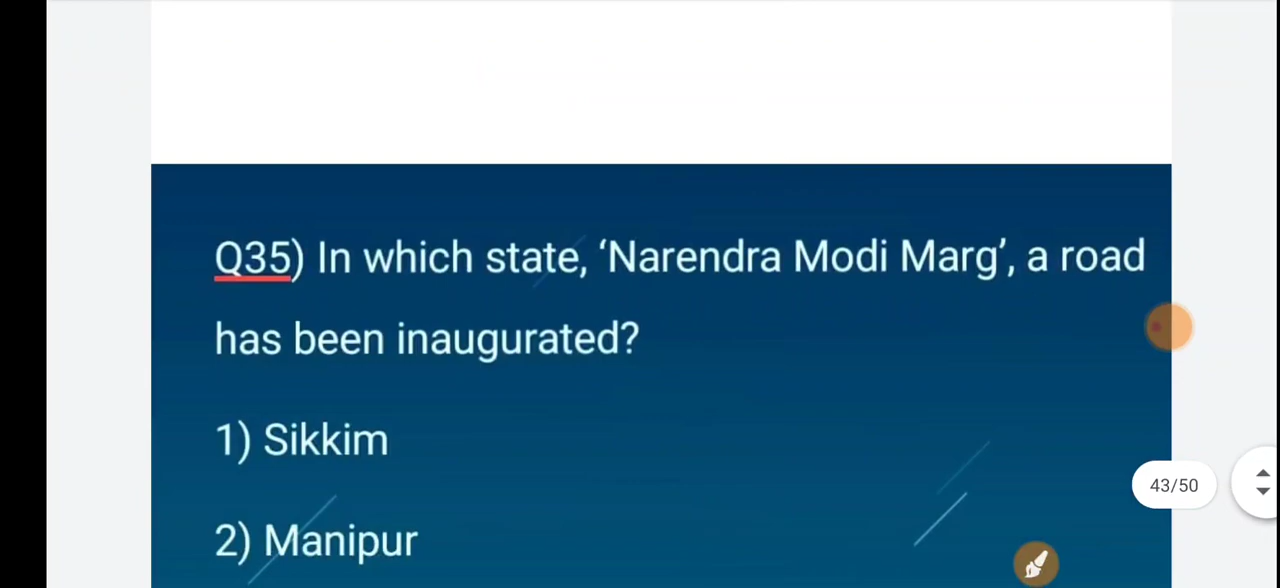 Q35) In which state, ‘Narendra Modi Marg’, a road
has been inaugurated?
1) Sikkim
43/50
2) Manipur